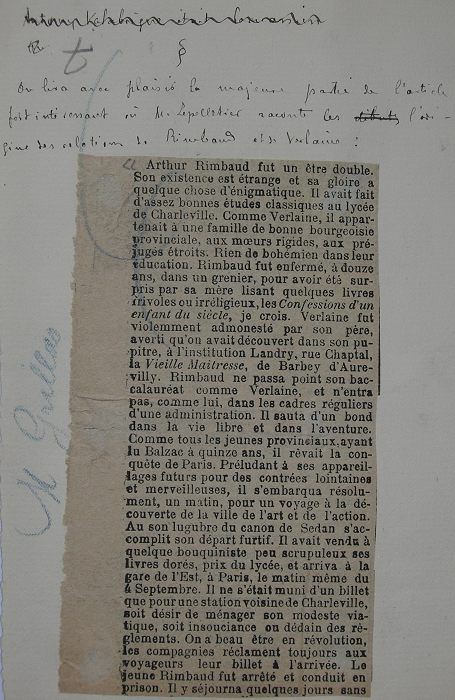 §
On lira avec plaisir la majeure partie de l'article
fort intéressant où M. Lepelletier raconte les débuts l'ori-
gine des relations de Rimbaud et de Verlaine :
« Arthur Rimbaud fut un être double.
Son existence est étrange et sa gloire a
quelque chose d'énigmatique. Il avait fait
d'assez bonnes études classiques au lycée
de Charleville. Comme Verlaine, il appar-
tenait à une famille de bonne bourgeoisie
provinciale, aux mœurs rigides, aux pré-
jugés étroits. Rien de bohémien dans leur
éducation. Rimbaud fut enfermé, à douze
ans, dans un grenier, pour avoir été sur-
pris par sa mère lisant quelques livres
frivoles ou irréligieux, les Confessions d'un
enfant du siècle, je crois. Verlaine fut
violemment admonesté par son père,
averti qu'on avait découvert dans son pu-
pitre, à l'institution Landry, rue Chaptal,
la Vieille Maîtresse, de Barbey d'Aure-
villy. Rimbaud ne passa point son bac-
calauréat comme Verlaine, et n'entra
pas, comme lui, dans les cadres réguliers
d'une administration. Il sauta d'un bond
dans la vie libre et dans l'aventure.
Comme tous les jeunes provinciaux, ayant
lu Balzac à quinze ans, il rêvait la con-
quête de Paris. Préludant à ses appareil-
lages futurs pour des contrées lointaines
et merveilleuses, il s'embarqua résolu-
ment, un matin, pour un voyage à la dé-
couverte de la ville de l'art et de l'action.
Au son lugubre du canon de Sedan s'ac-
complit son départ furtif. Il avait vendu à
quelque bouquiniste peu scrupuleux ses
livres dorés, prix du lycée, et arriva à la
gare de l'Est, à Paris, le matin même du
4 Septembre. Il ne s'était muni d'un billet
que pour une station voisine de Charleville,
soit désir de ménager son modeste via-
tique, soit insouciance ou dédain des rè-
glements. On a beau être en révolution,
les compagnies réclament toujours aux
voyageurs leur billet à l'arrivée. Le
jeune Rimbaud fut arrêté et conduit en
prison. Il y séjourna quelques jours sans